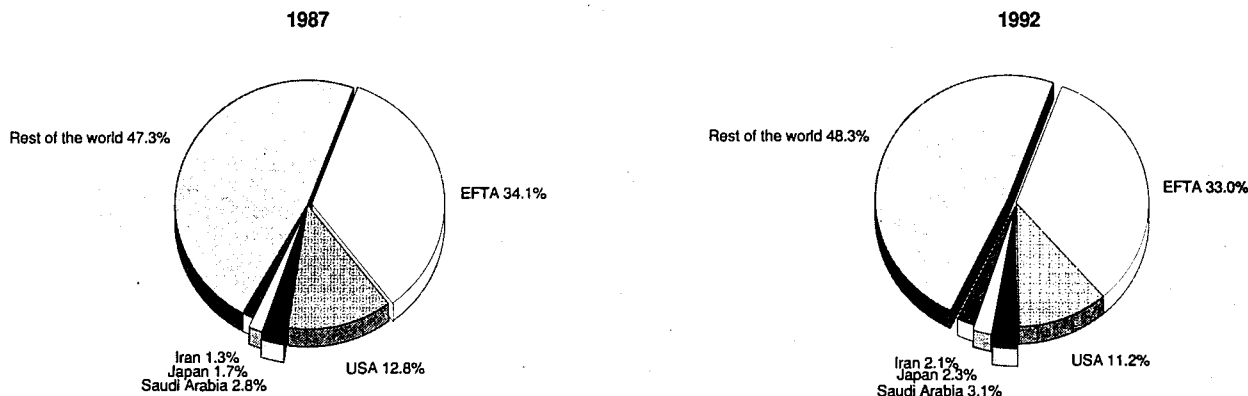 1987
Rest of the world 47.3%
EFTA 34.1%
Iran 1.3%
Japan 1.7%
Saudi Arabia 2.8%
USA 12.8%
1992
Rest of the world 48.3%
EFTA 33.0%
Iran 2.1%
Japan 2.3%
Saudi Arabia 3.1%
USA 11.2%